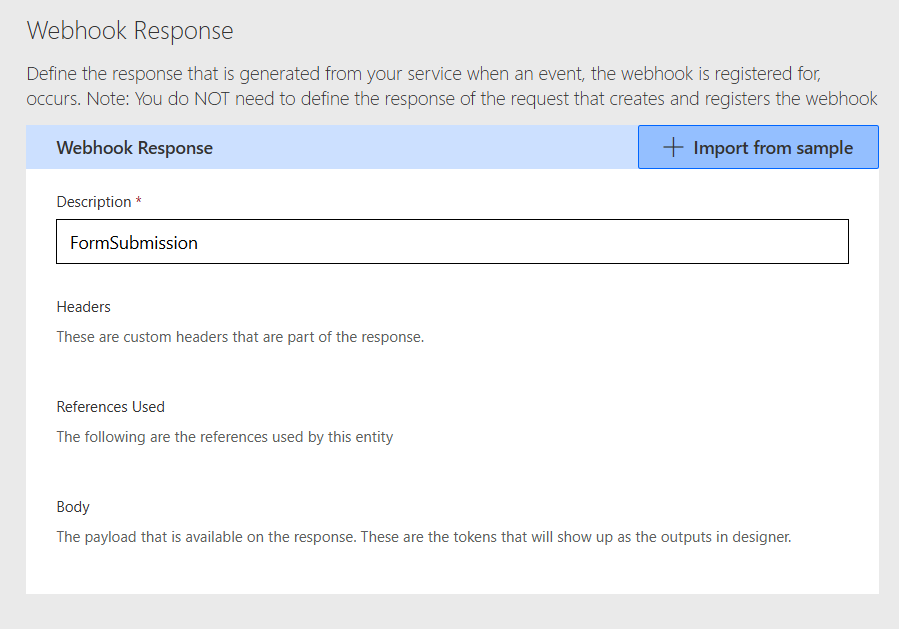 Webhook Response
Define the response that is generated from your service when an event, the webhook is registered for,
occurs. Note: You do NOT need to define the response of the request that creates and registers the webhook
Webhook Response
Import from sample
Description *
FormSubmission
Headers
These are custom headers that are part of the response.
References Used
The following are the references used by this entity
Body
The payload that is available on the response. These are the tokens that will show up as the outputs in designer.